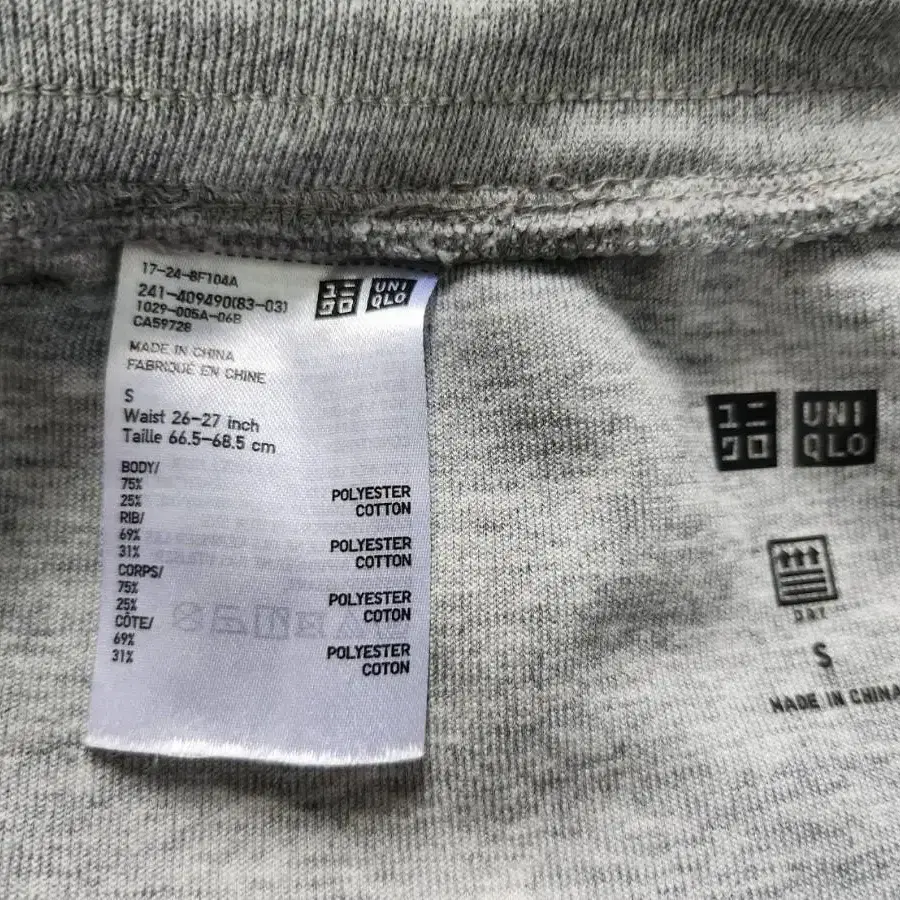 17-24-8F104A
241-409490(83-03)
1029-005A-06B
CA59728
ユニ
クロ
UNI
QLO
MADE IN CHINA
FABRIQUÉ EN CHINE
S
Waist 26-27 inch
Taille 66.5-68.5 cm
BODY/
75% POLYESTER
25% COTTON
RIB/
69% POLYESTER
31% COTTON
CORPS/
75% POLYESTER
25% COTON
CÔTE/
69% POLYESTER
31% COTON
ユニ
クロ
UNI
QLO
DRY
S
MADE IN CHINA